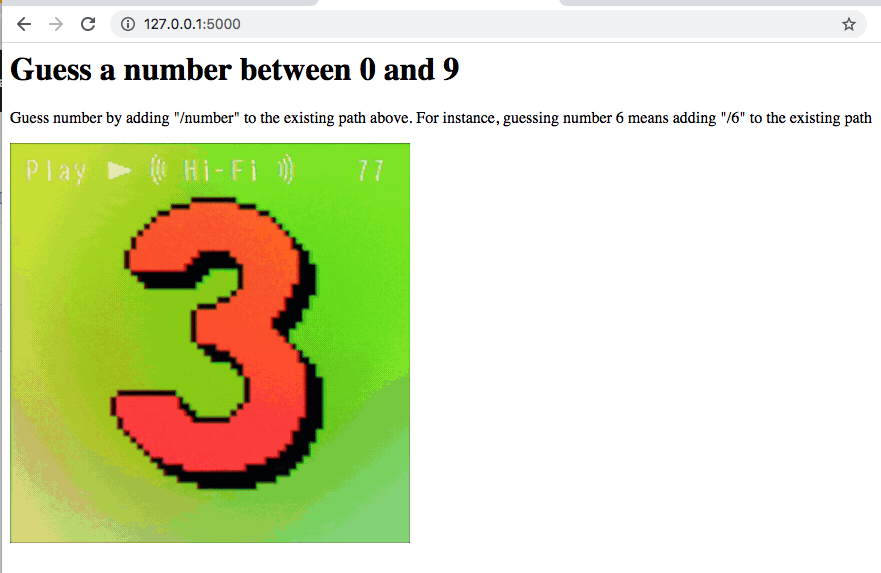 127.0.0.1:5000
Guess a number between 0 and 9
Guess number by adding "/number" to the existing path above. For instance, guessing number 6 means adding "/6" to the existing path
Play Hi-Fi 77
3